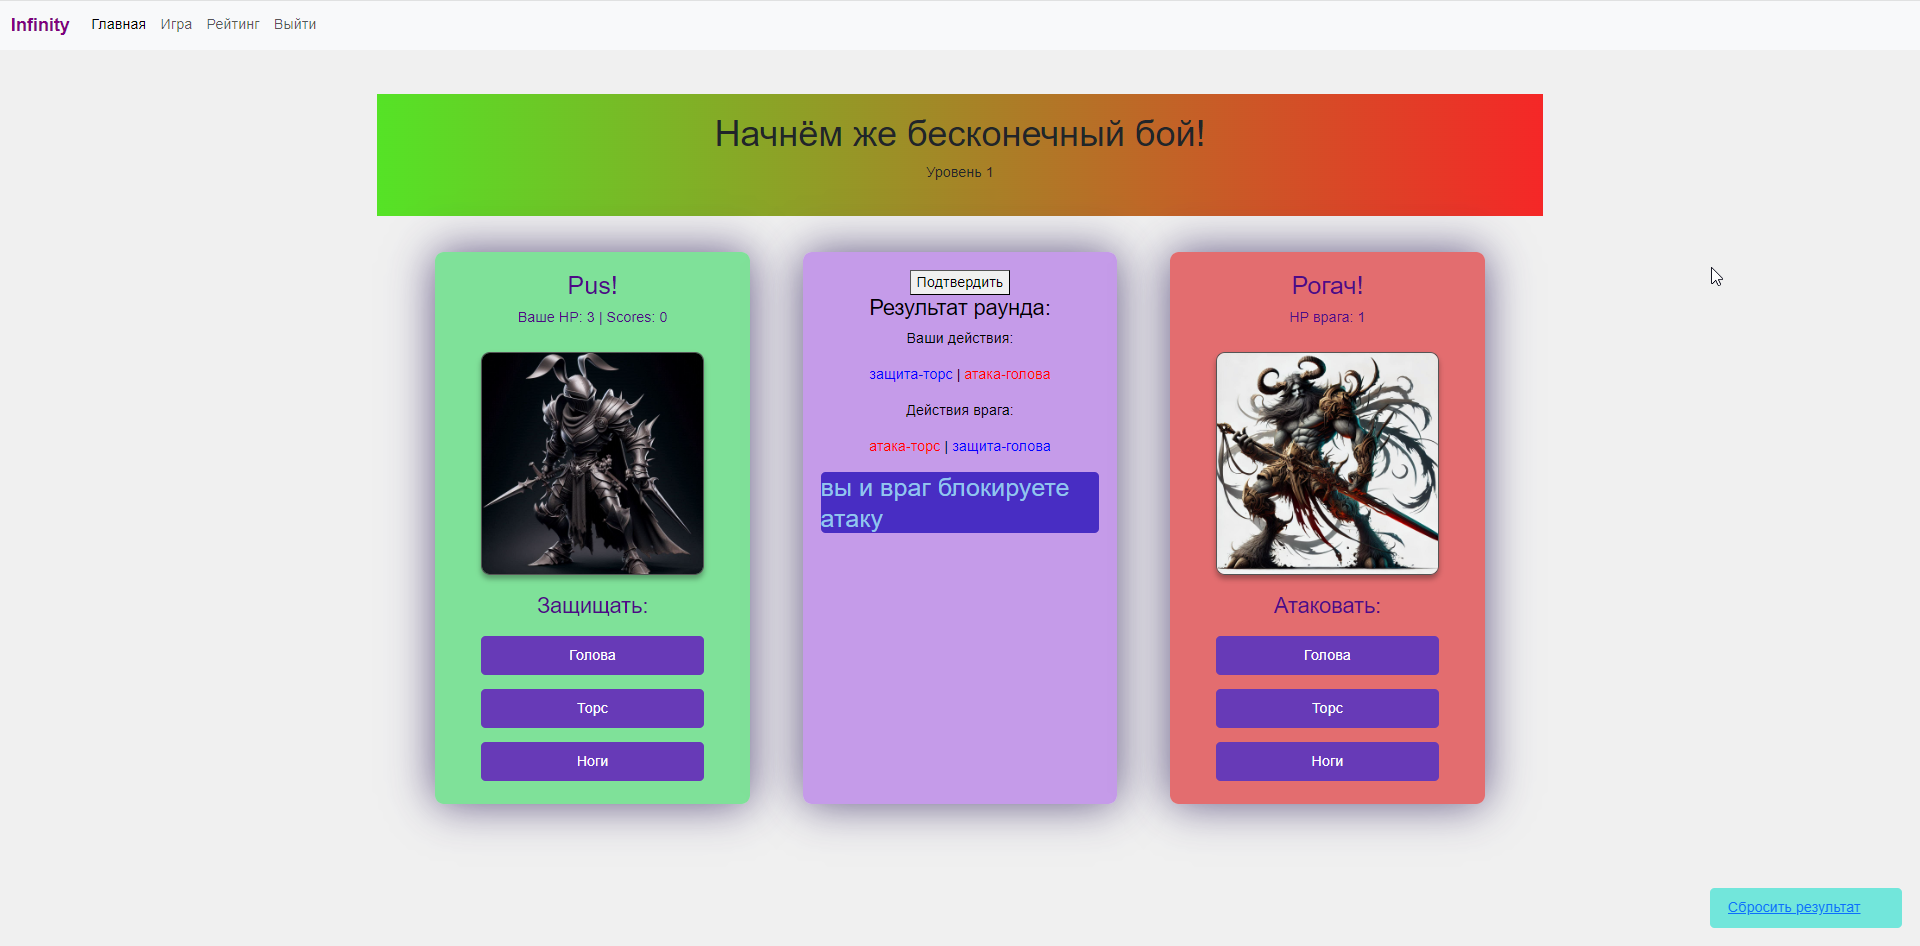 Infinity Главная Игра Рейтинг Выйти
Начнём же бесконечный бой!
Уровень 1
Pus!
Ваше HP: 3 | Scores: 0
Защищать:
Голова
Торс
Ноги
Подтвердить
Результат раунда:
Ваши действия:
защита-торс | атака-голова
Действия врага:
атака-торс | защита-голова
вы и враг блокируете
атаку
Рогач!
HP врага: 1
Атаковать:
Голова
Торс
Ноги
Сбросить результат